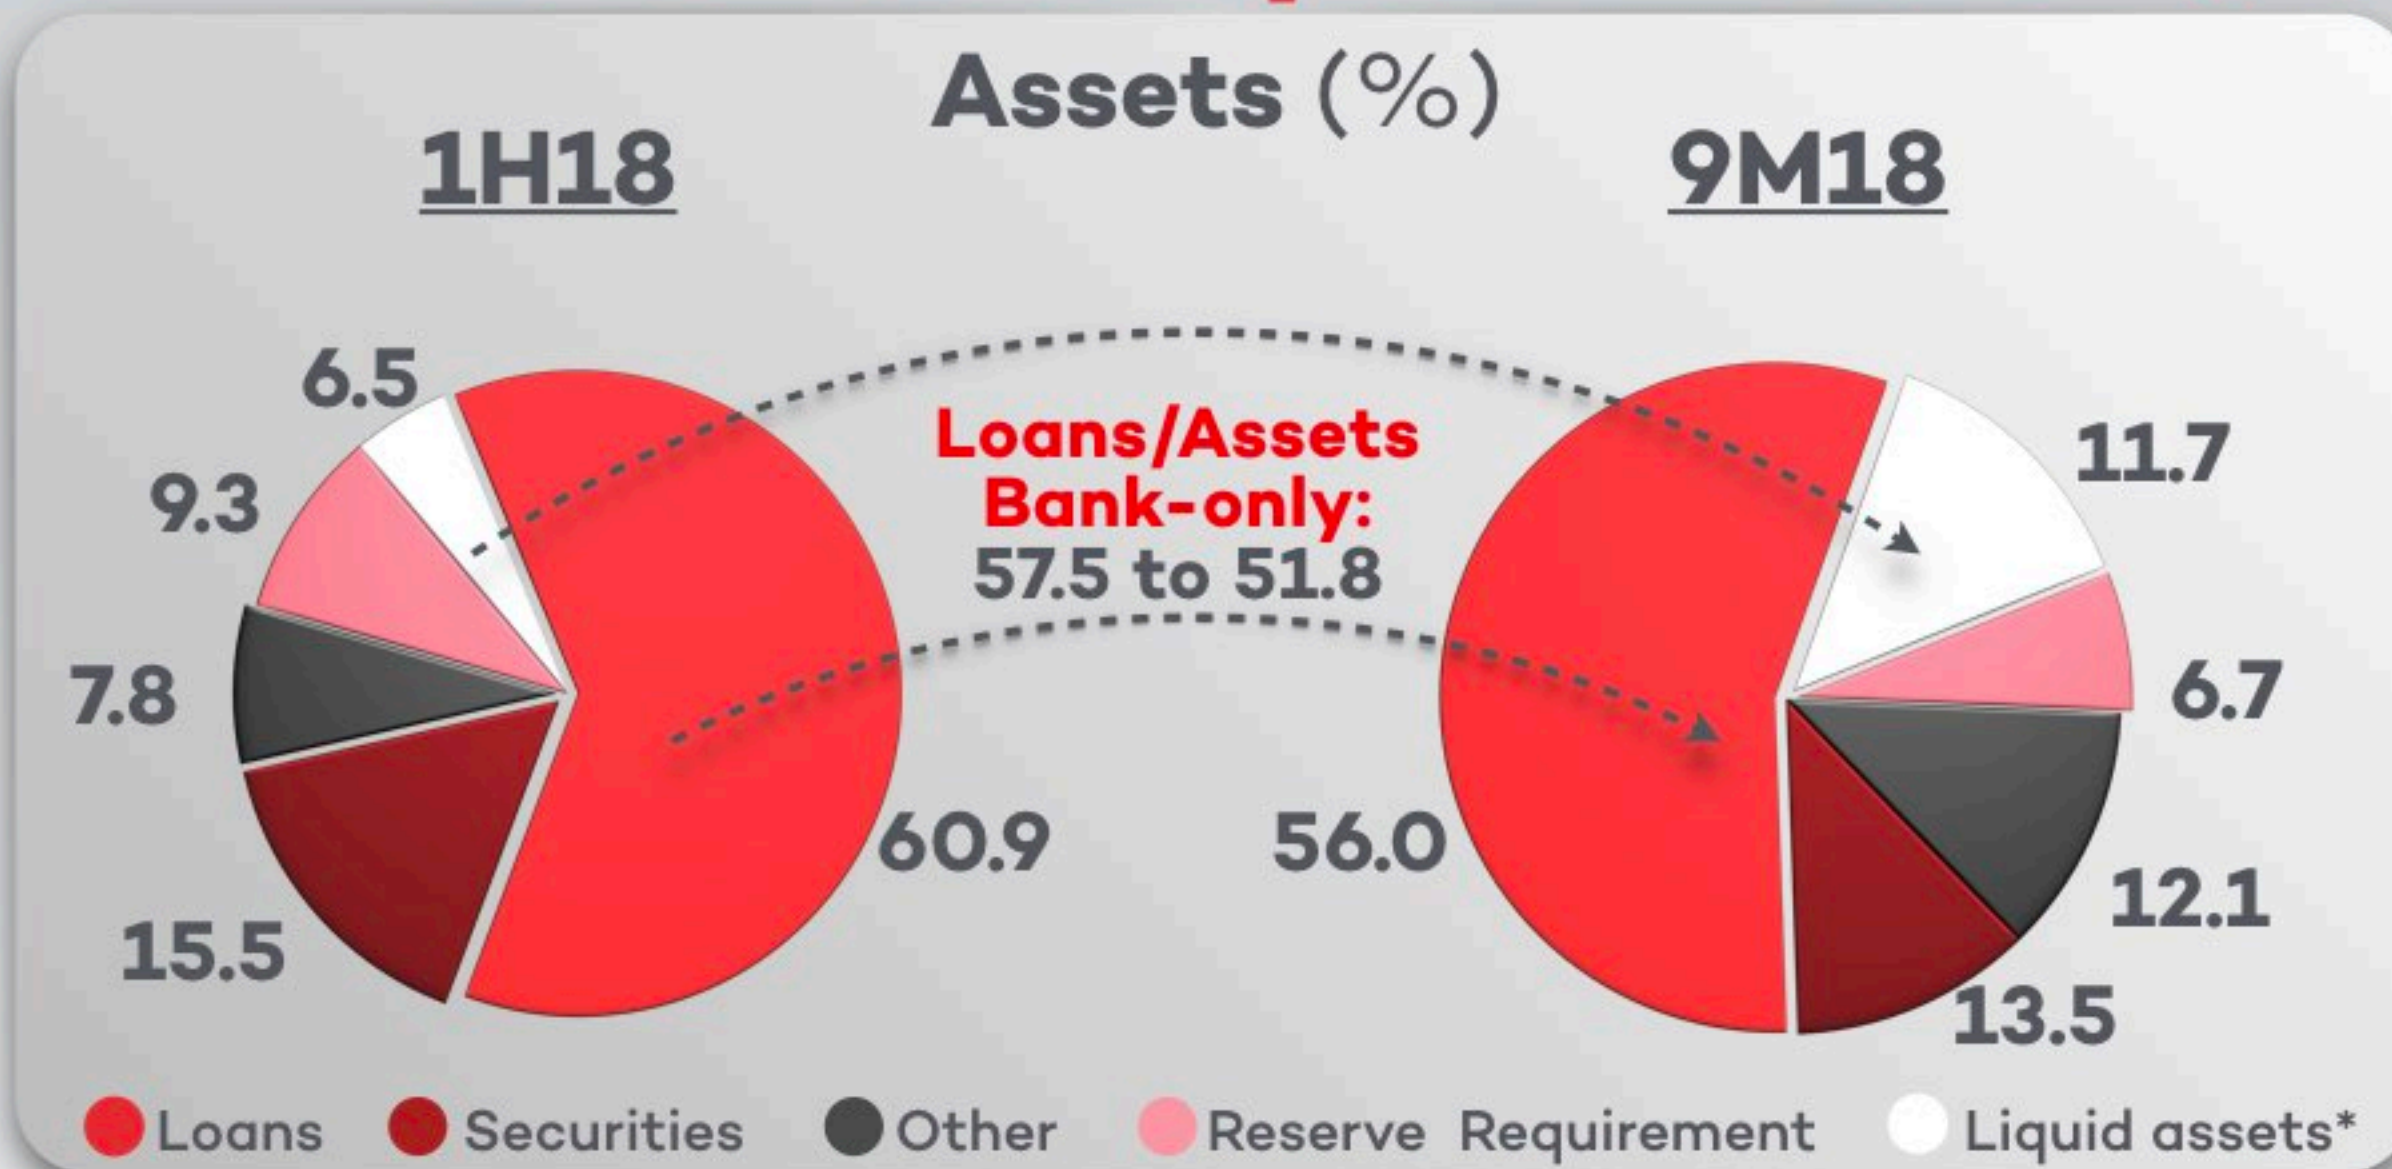 Assets (%)
1H18
9M18
6.5
9.3
7.8
15.5
60.9
Loans/Assets
Bank-only:
57.5 to 51.8
11.7
6.7
56.0
12.1
13.5
Loans
Securities
Other
Reserve Requirement
Liquid assets*